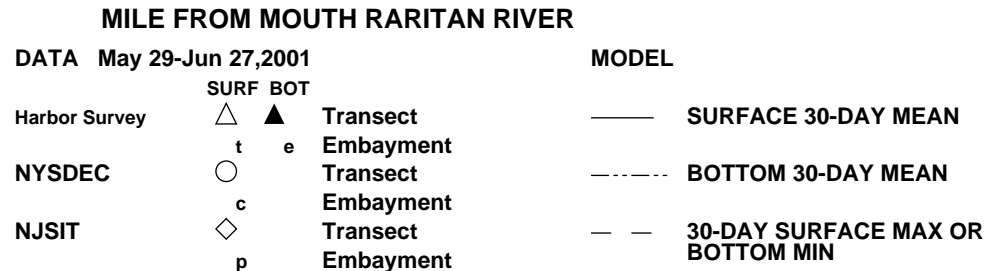 MILE FROM MOUTH RARITAN RIVER
DATA May 29-Jun 27,2001 MODEL
SURF BOT
Harbor Survey Transect SURFACE 30-DAY MEAN
t e Embayment
NYSDEC Transect BOTTOM 30-DAY MEAN
c Embayment
NJSIT Transect 30-DAY SURFACE MAX OR
BOTTOM MIN
p Embayment